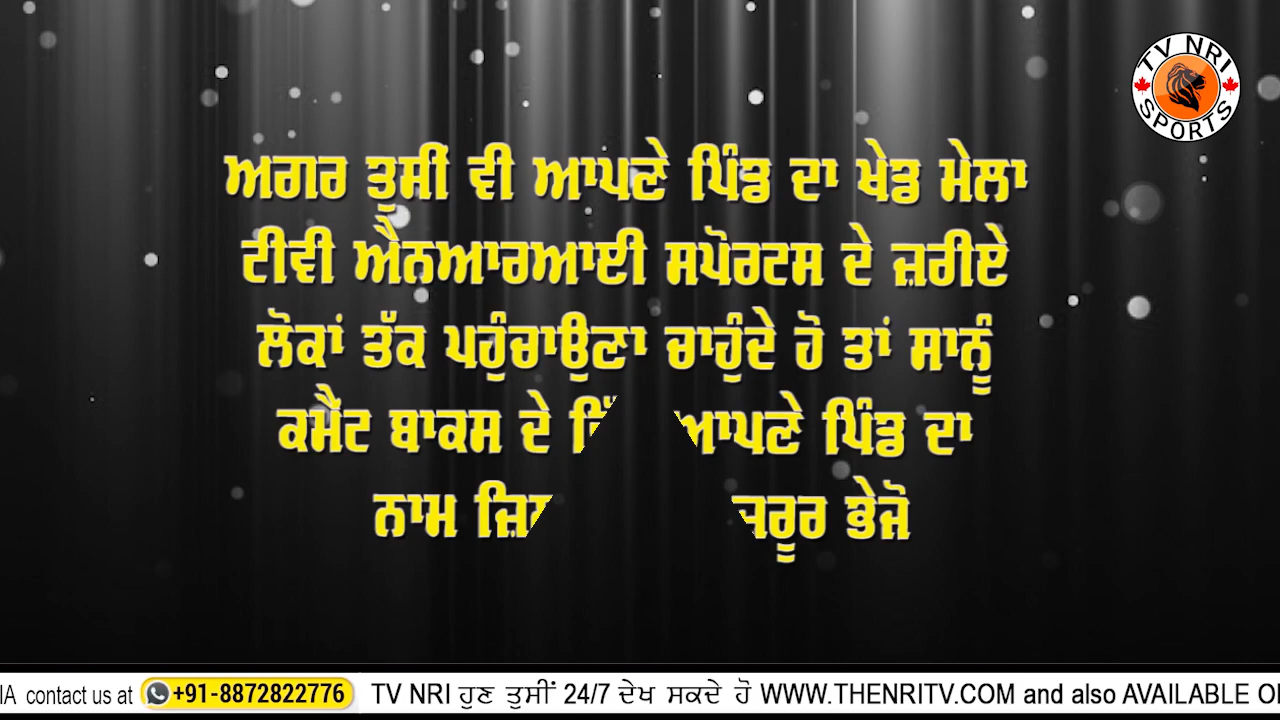 TV NRI
SPORTS
ਅਗਰ ਤੁਸੀਂ ਵੀ ਆਪਣੇ ਪਿੰਡ ਦਾ ਖੇਡ ਮੇਲਾ
ਟੀਵੀ ਐਨਆਰਆਈ ਸਪੋਰਟਸ ਦੇ ਜ਼ਰੀਏ
ਲੋਕਾਂ ਤੱਕ ਪਹੁੰਚਾਉਣਾ ਚਾਹੁੰਦੇ ਹੋ ਤਾਂ ਸਾਨੂੰ
ਕਮੈਂਟ ਬਾਕਸ ਦੇ ਆਪਣੇ ਪਿੰਡ ਦਾ
ਨਾਮ ਭੇਜੋ
IA contact us at +91-8872822776 TV NRI ਹੁਣ ਤੁਸੀਂ 24/7 ਦੇਖ ਸਕਦੇ ਹੋ WWW.THENRITV.COM and also AVAILABLE